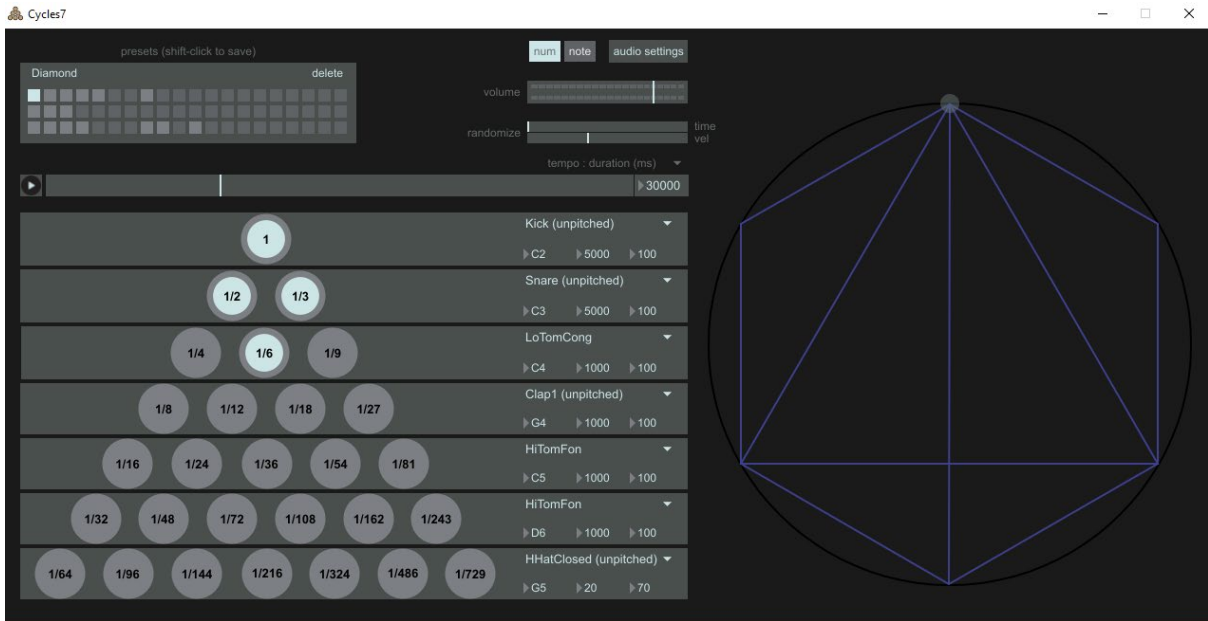 Cycles7
presets (shift-click to save)
Diamond delete
num note audio settings
volume
randomize
time
vel
tempo : duration (ms)
30000
1
Kick (unpitched)
C2 5000 100
1/2 1/3
Snare (unpitched)
C3 5000 100
1/4 1/6 1/9
LoTomCong
C4 1000 100
1/8 1/12 1/18 1/27
Clap1 (unpitched)
G4 1000 100
1/16 1/24 1/36 1/54 1/81
HiTomFon
C5 1000 100
1/32 1/48 1/72 1/108 1/162 1/243
HiTomFon
D6 1000 100
1/64 1/96 1/144 1/216 1/324 1/486 1/729
HHatClosed (unpitched)
G5 20 70